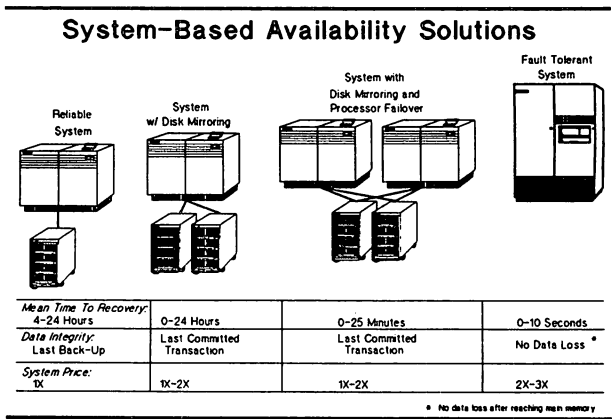 System-Based Availability Solutions
Reliable
System
System
w/ Disk Mirroring
System with
Disk Mirroring and
Processor Failover
Fault Tolerant
System
Mean Time To Recovery:
4-24 Hours
0-24 Hours
0-25 Minutes
0-10 Seconds
Data Integrity:
Last Back-Up
Last Committed
Transaction
Last Committed
Transaction
No Data Loss *
System Price:
1X
1X-2X
1X-2X
2X-3X
* No data loss after reaching main memory